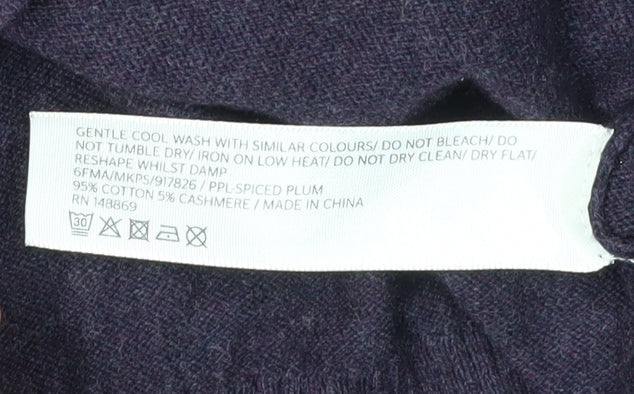 GENTLE COOL WASH WITH SIMILAR COLOURS/ DO NOT BLEACH/ DO
NOT TUMBLE DRY/ IRON ON LOW HEAT/ DO NOT DRY CLEAN/ DRY FLAT/
RESHAPE WHILST DAMP
6FMA/MKPS/917826 / PPL-SPICED PLUM
95% COTTON 5% CASHMERE / MADE IN CHINA
RN 148869
30